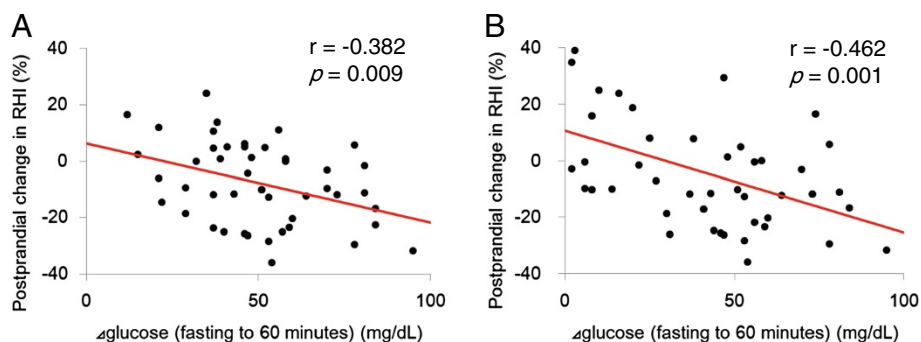 A
r = -0.382
p = 0.009
Postprandial change in RHI (%)
40
20
0
-20
-40
0
50
100
⊿glucose (fasting to 60 minutes) (mg/dL)
B
r = -0.462
p = 0.001
Postprandial change in RHI (%)
40
20
0
-20
-40
0
50
100
⊿glucose (fasting to 60 minutes) (mg/dL)